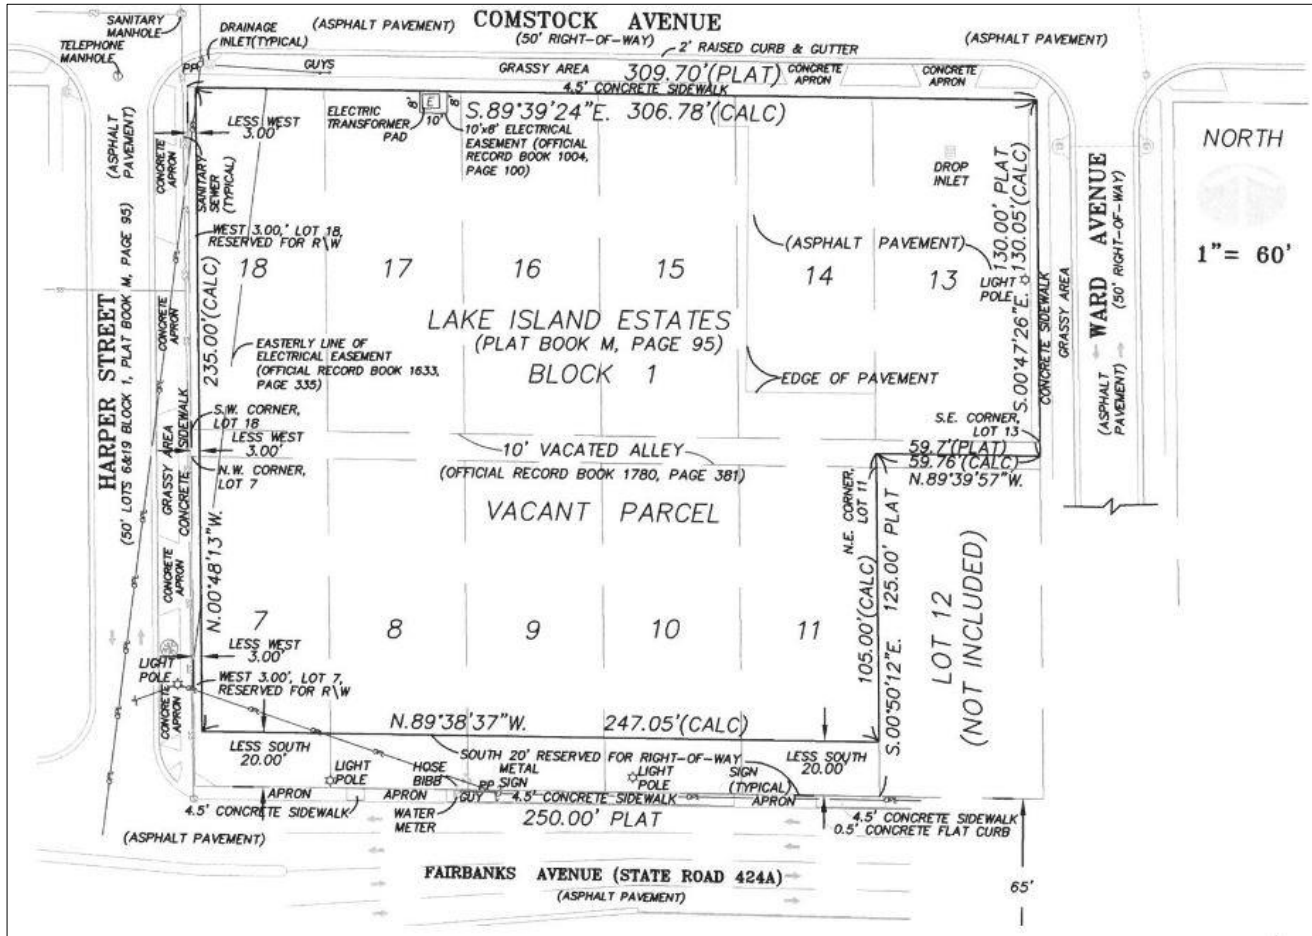 SANITARY
MANHOLE
TELEPHONE
MANHOLE
DRAINAGE
INLET(TYPICAL)
(ASPHALT PAVEMENT)
COMSTOCK AVENUE
(50' RIGHT-OF-WAY)
2' RAISED CURB & GUTTER
(ASPHALT PAVEMENT)
PP
GUYS
GRASSY AREA
309.70'(PLAT)
CONCRETE
APRON
CONCRETE
APRON
4.5' CONCRETE SIDEWALK
S.89°39'24"E. 306.78'(CALC)
LESS WEST
3.00'
ELECTRIC
TRANSFORMER
PAD
8'
E
8'
10'
10'x8' ELECTRICAL
EASEMENT (OFFICIAL
RECORD BOOK 1004,
PAGE 100)
DROP
INLET
NORTH
1"= 60'
(ASPHALT
PAVEMENT)
CONCRETE
APRON
SANITARY
SEWER
(TYPICAL)
WEST 3.00,' LOT 18,
RESERVED FOR R\W
18
17
16
15
14
13
(ASPHALT PAVEMENT)
LIGHT
POLE
130.00' PLAT
S.00°47'26"E. 130.05'(CALC)
CONCRETE SIDEWALK
GRASSY AREA
WARD AVENUE
(50' RIGHT-OF-WAY)
(ASPHALT
PAVEMENT)
HARPER STREET
(50' LOTS 6&19 BLOCK 1, PLAT BOOK M, PAGE 95)
CONCRETE
APRON
235.00'(CALC)
N.00°48'13"W.
LAKE ISLAND ESTATES
(PLAT BOOK M, PAGE 95)
BLOCK 1
EASTERLY LINE OF
ELECTRICAL EASEMENT
(OFFICIAL RECORD BOOK 1633,
PAGE 335)
EDGE OF PAVEMENT
S.W. CORNER,
LOT 18
LESS WEST
3.00'
N.W. CORNER,
LOT 7
GRASSY AREA
CONCRETE SIDEWALK
10' VACATED ALLEY
(OFFICIAL RECORD BOOK 1780, PAGE 381)
S.E. CORNER,
LOT 13
59.7'(PLAT)
59.76'(CALC)
N.89°39'57"W.
VACANT PARCEL
N.E. CORNER,
LOT 11
105.00'(CALC)
S.00°50'12"E. 125.00' PLAT
LOT 12
(NOT INCLUDED)
CONCRETE
APRON
7
8
9
10
11
LESS WEST
3.00'
LIGHT
POLE
WEST 3.00', LOT 7,
RESERVED FOR R\W
CONCRETE
APRON
N.89°38'37"W. 247.05'(CALC)
LESS SOUTH
20.00'
SOUTH 20' RESERVED FOR RIGHT-OF-WAY
LESS SOUTH
20.00'
LIGHT
POLE
HOSE
BIBB
METAL
SIGN
PP
LIGHT
POLE
SIGN
(TYPICAL)
APRON
APRON
GUY
4.5' CONCRETE SIDEWALK
APRON
4.5' CONCRETE SIDEWALK
WATER
METER
250.00' PLAT
4.5' CONCRETE SIDEWALK
0.5' CONCRETE FLAT CURB
(ASPHALT PAVEMENT)
FAIRBANKS AVENUE (STATE ROAD 424A)
(ASPHALT PAVEMENT)
65'